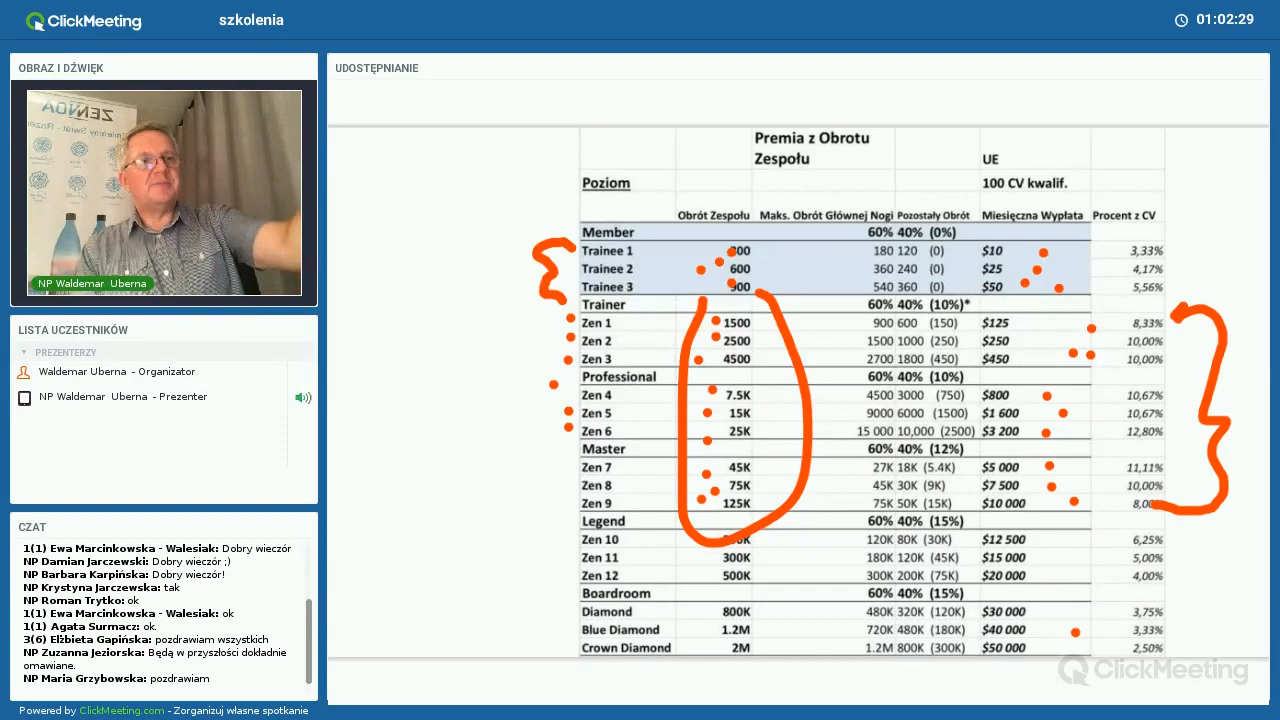 ClickMeeting
szkolenia
01:02:29
OBRAZ I DŹWIĘK
ZENNOA
NP Waldemar Uberna
LISTA UCZESTNIKÓW
PREZENTERZY
Waldemar Uberna - Organizator
NP Waldemar Uberna - Prezenter
CZAT
1(1) Ewa Marcinkowska - Walesiak: Dobry wieczór
NP Damian Jarczewski: Dobry wieczór ;)
NP Barbara Karpińska: Dobry wieczór!
NP Krystyna Jarczewska: tak
NP Roman Trytko: ok
1(1) Ewa Marcinkowska - Walesiak: ok
1(1) Agata Surmacz: ok.
3(6) Elżbieta Gapińska: pozdrawiam wszystkich
NP Zuzanna Jeziorska: Będą w przyszłości dokładnie
omawiane.
NP Maria Grzybowska: pozdrawiam
Powered by ClickMeeting.com - Zorganizuj własne spotkanie
UDOSTĘPNIANIE
Premia z Obrotu
Zespołu UE
Poziom 100 CV kwalif.
Obrót Zespołu Maks. Obrót Głównej Nogi Pozostały Obrót Miesięczna Wypłata Procent z CV
Member 60% 40% (0%)
Trainee 1 300 180 120 (0) $10 3,33%
Trainee 2 600 360 240 (0) $25 4,17%
Trainee 3 900 540 360 (0) $50 5,56%
Trainer 60% 40% (10%)*
Zen 1 1500 900 600 (150) $125 8,33%
Zen 2 2500 1500 1000 (250) $250 10,00%
Zen 3 4500 2700 1800 (450) $450 10,00%
Professional 60% 40% (10%)
Zen 4 7.5K 4500 3000 (750) $800 10,67%
Zen 5 15K 9000 6000 (1500) $1 600 10,67%
Zen 6 25K 15 000 10,000 (2500) $3 200 12,80%
Master 60% 40% (12%)
Zen 7 45K 27K 18K (5.4K) $5 000 11,11%
Zen 8 75K 45K 30K (9K) $7 500 10,00%
Zen 9 125K 75K 50K (15K) $10 000 8,00%
Legend 60% 40% (15%)
Zen 10 120K 80K (30K) $12 500 6,25%
Zen 11 300K 180K 120K (45K) $15 000 5,00%
Zen 12 500K 300K 200K (75K) $20 000 4,00%
Boardroom 60% 40% (15%)
Diamond 800K 480K 320K (120K) $30 000 3,75%
Blue Diamond 1.2M 720K 480K (180K) $40 000 3,33%
Crown Diamond 2M 1.2M 800K (300K) $50 000 2,50%
ClickMeeting